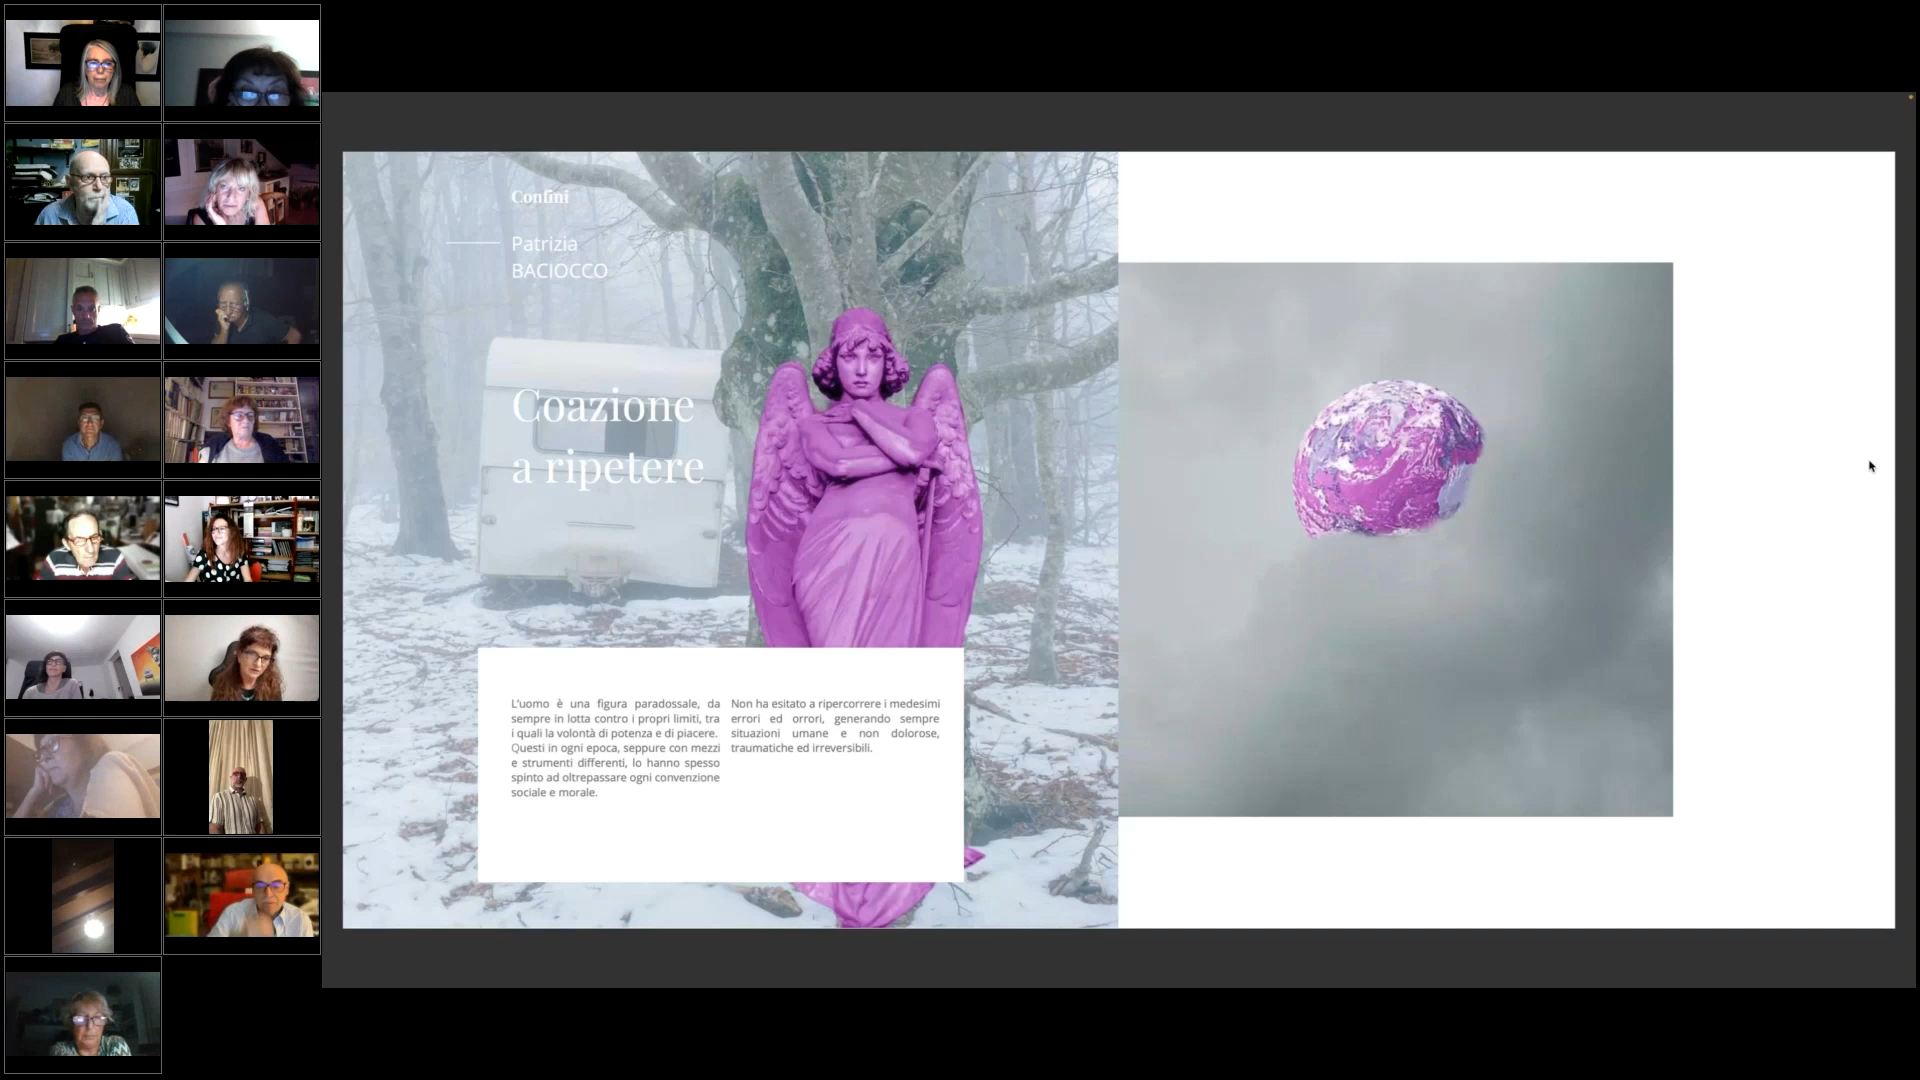 Confini
Patrizia
BACIOCCO
Coazione
a ripetere
L'uomo è una figura paradossale, da
sempre in lotta contro i propri limiti, tra
i quali la volontà di potenza e di piacere.
Questi in ogni epoca, seppure con mezzi
e strumenti differenti, lo hanno spesso
spinto ad oltrepassare ogni convenzione
sociale e morale.
Non ha esitato a ripercorrere i medesimi
errori ed orrori, generando sempre
situazioni umane e non dolorose,
traumatiche ed irreversibili.